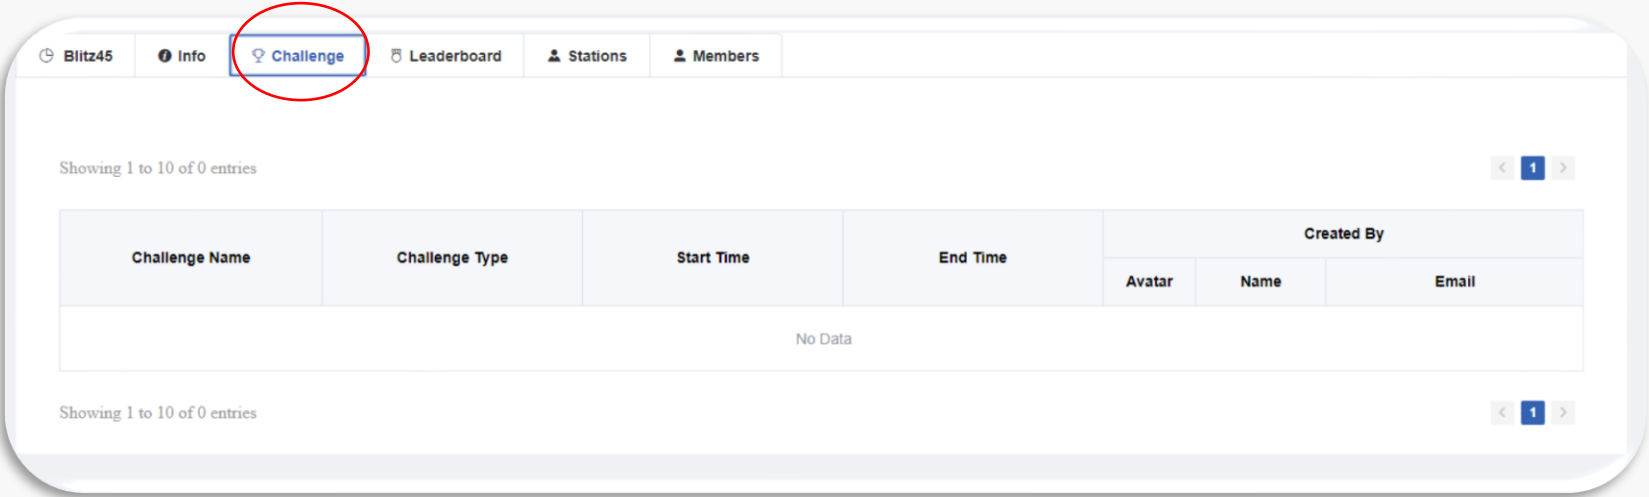 Blitz45 Info Challenge Leaderboard Stations Members
Showing 1 to 10 of 0 entries 1
Created By
Challenge Name Challenge Type Start Time End Time
Avatar Name Email
No Data
Showing 1 to 10 of 0 entries 1